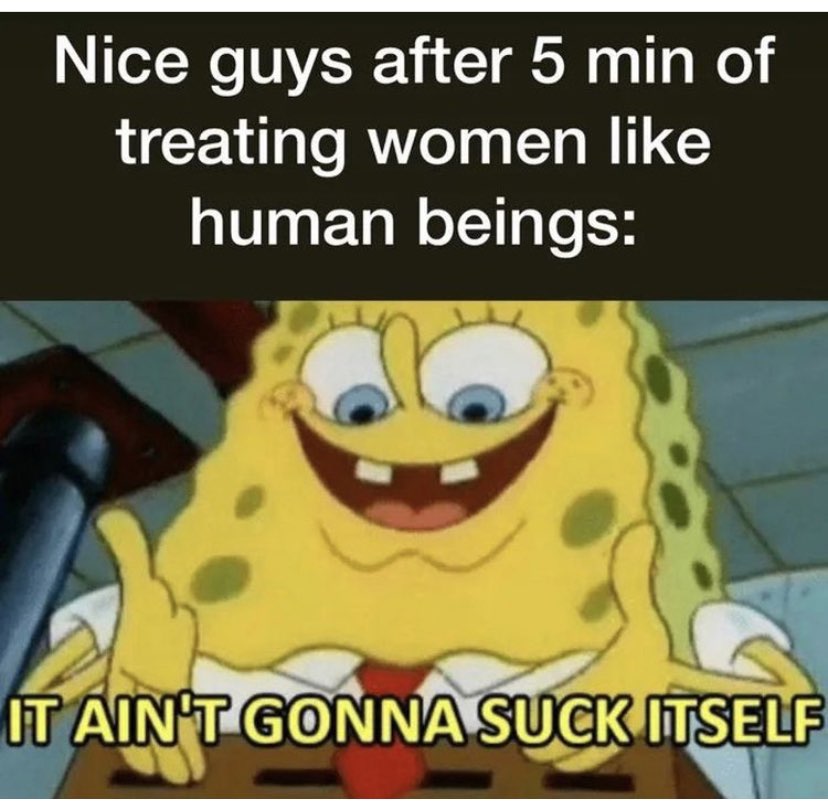 Nice guys after 5 min of
treating women like
human beings:
IT AIN'T GONNA SUCK ITSELF